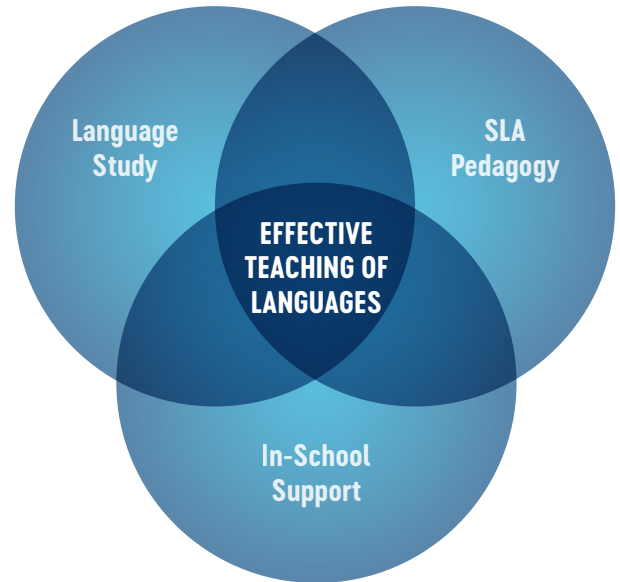 Language
Study
SLA
Pedagogy
EFFECTIVE
TEACHING OF
LANGUAGES
In-School
Support